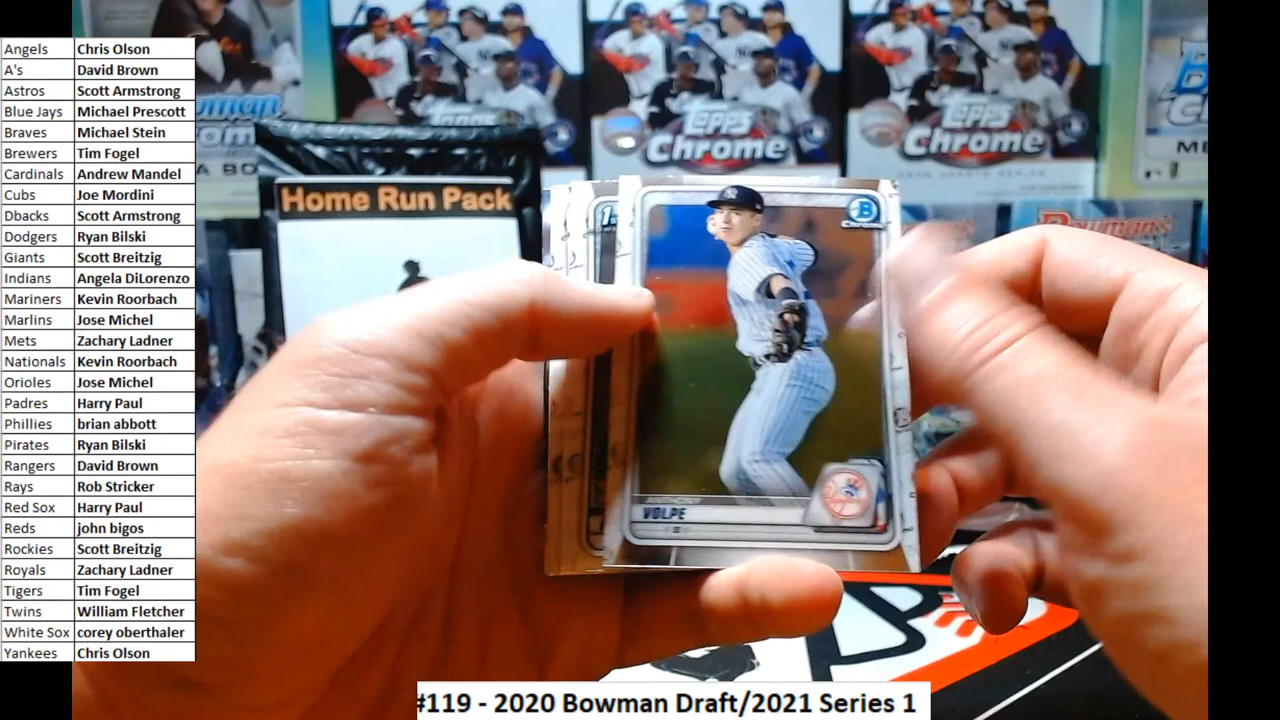 Angels Chris Olson
A's David Brown
Astros Scott Armstrong
Blue Jays Michael Prescott
Braves Michael Stein
Brewers Tim Fogel
Cardinals Andrew Mandel
Cubs Joe Mordini
Dbacks Scott Armstrong
Dodgers Ryan Bilski
Giants Scott Breitzig
Indians Angela DiLorenzo
Mariners Kevin Roorbach
Marlins Jose Michel
Mets Zachary Ladner
Nationals Kevin Roorbach
Orioles Jose Michel
Padres Harry Paul
Phillies brian abbott
Pirates Ryan Bilski
Rangers David Brown
Rays Rob Stricker
Red Sox Harry Paul
Reds john bigos
Rockies Scott Breitzig
Royals Zachary Ladner
Tigers Tim Fogel
Twins William Fletcher
White Sox corey oberthaler
Yankees Chris Olson
Topps
Chrome
Topps
Chrome
Home Run Pack
1st
B
Chrome
ANTHONY
VOLPE
#119 - 2020 Bowman Draft/2021 Series 1